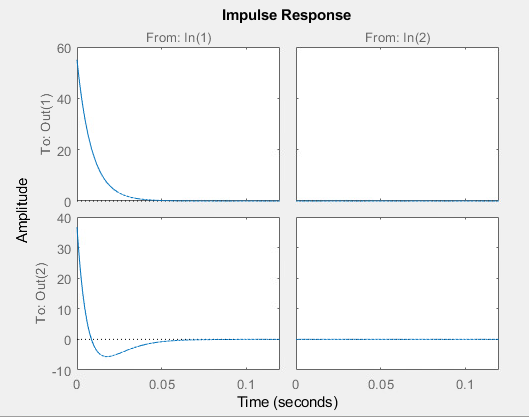 Impulse Response
From: In(1) From: In(2)
Amplitude
To: Out(1)
60
40
20
0
To: Out(2)
40
30
20
10
0
-10
0 0.05 0.1 0 0.05 0.1
Time (seconds)